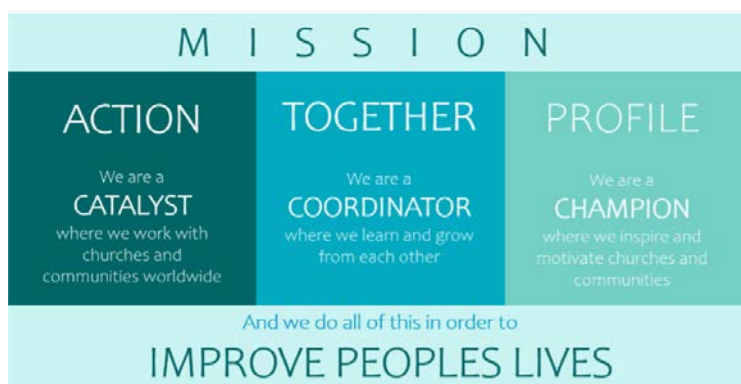 MISSION
ACTION
We are a
CATALYST
where we work with
churches and
communities worldwide
TOGETHER
We are a
COORDINATOR
where we learn and grow
from each other
PROFILE
We are a
CHAMPION
where we inspire and
motivate churches and
communities
And we do all of this in order to
IMPROVE PEOPLES LIVES